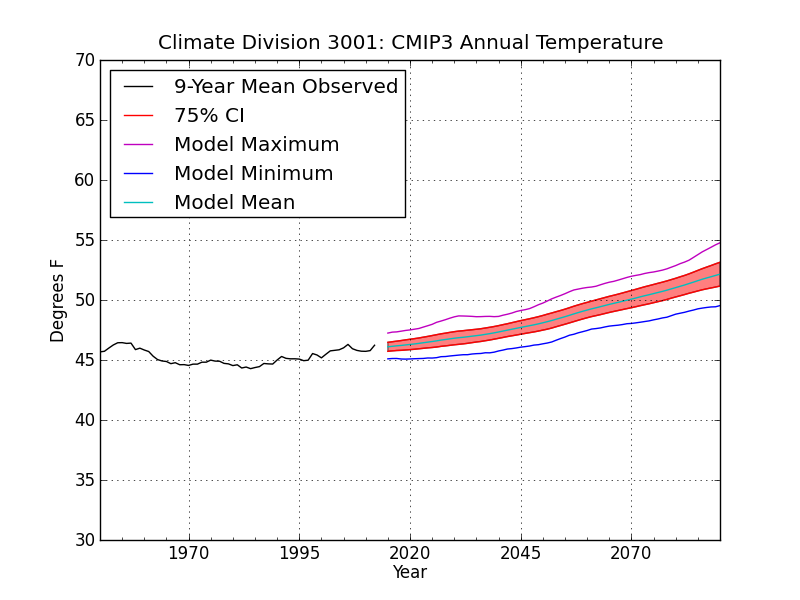 Climate Division 3001: CMIP3 Annual Temperature
70
65
60
55
50
45
40
35
30
Degrees F
9-Year Mean Observed
75% CI
Model Maximum
Model Minimum
Model Mean
1970 1995 2020 2045 2070
Year